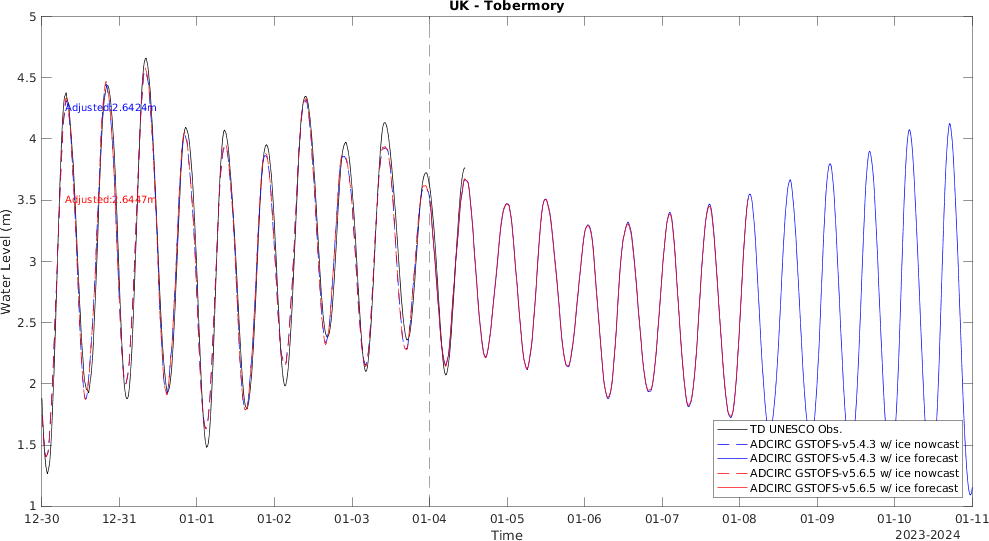 UK - Tobermory
5
4.5
4
3.5
3
2.5
2
1.5
1
Water Level (m)
Adjusted:2.6424m
Adjusted:2.6447m
TD UNESCO Obs.
ADCIRC GSTOFS-v5.4.3 w/ ice nowcast
ADCIRC GSTOFS-v5.4.3 w/ ice forecast
ADCIRC GSTOFS-v5.6.5 w/ ice nowcast
ADCIRC GSTOFS-v5.6.5 w/ ice forecast
12-30 12-31 01-01 01-02 01-03 01-04 01-05 01-06 01-07 01-08 01-09 01-10 01-11
Time
2023-2024